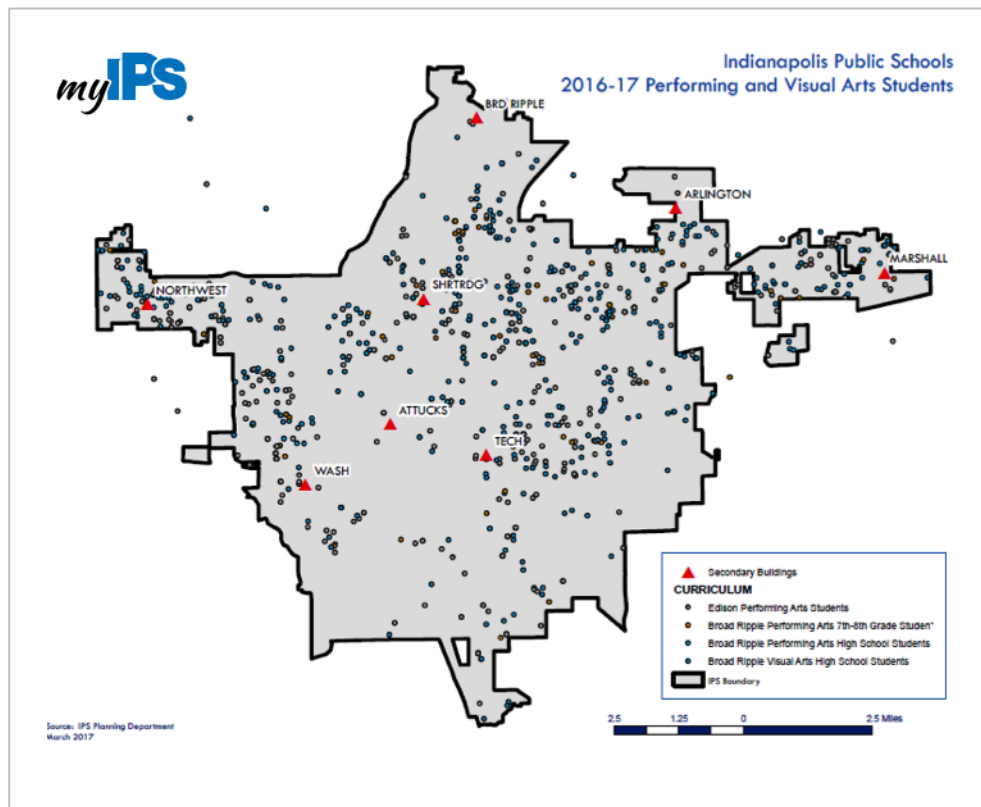 myIPS
Indianapolis Public Schools
2016-17 Performing and Visual Arts Students
BRD RIPPLE
ARLINGTON
MARSHALL
NORTHWEST
SHRTRDG
ATTUCKS
TECH
WASH
Secondary Buildings
CURRICULUM
Edison Performing Arts Students
Broad Ripple Performing Arts 7th-8th Grade Studen*
Broad Ripple Performing Arts High School Students
Broad Ripple Visual Arts High School Students
IPS Boundary
Source: IPS Planning Department
March 2017
2.5 1.25 0 2.5 Miles